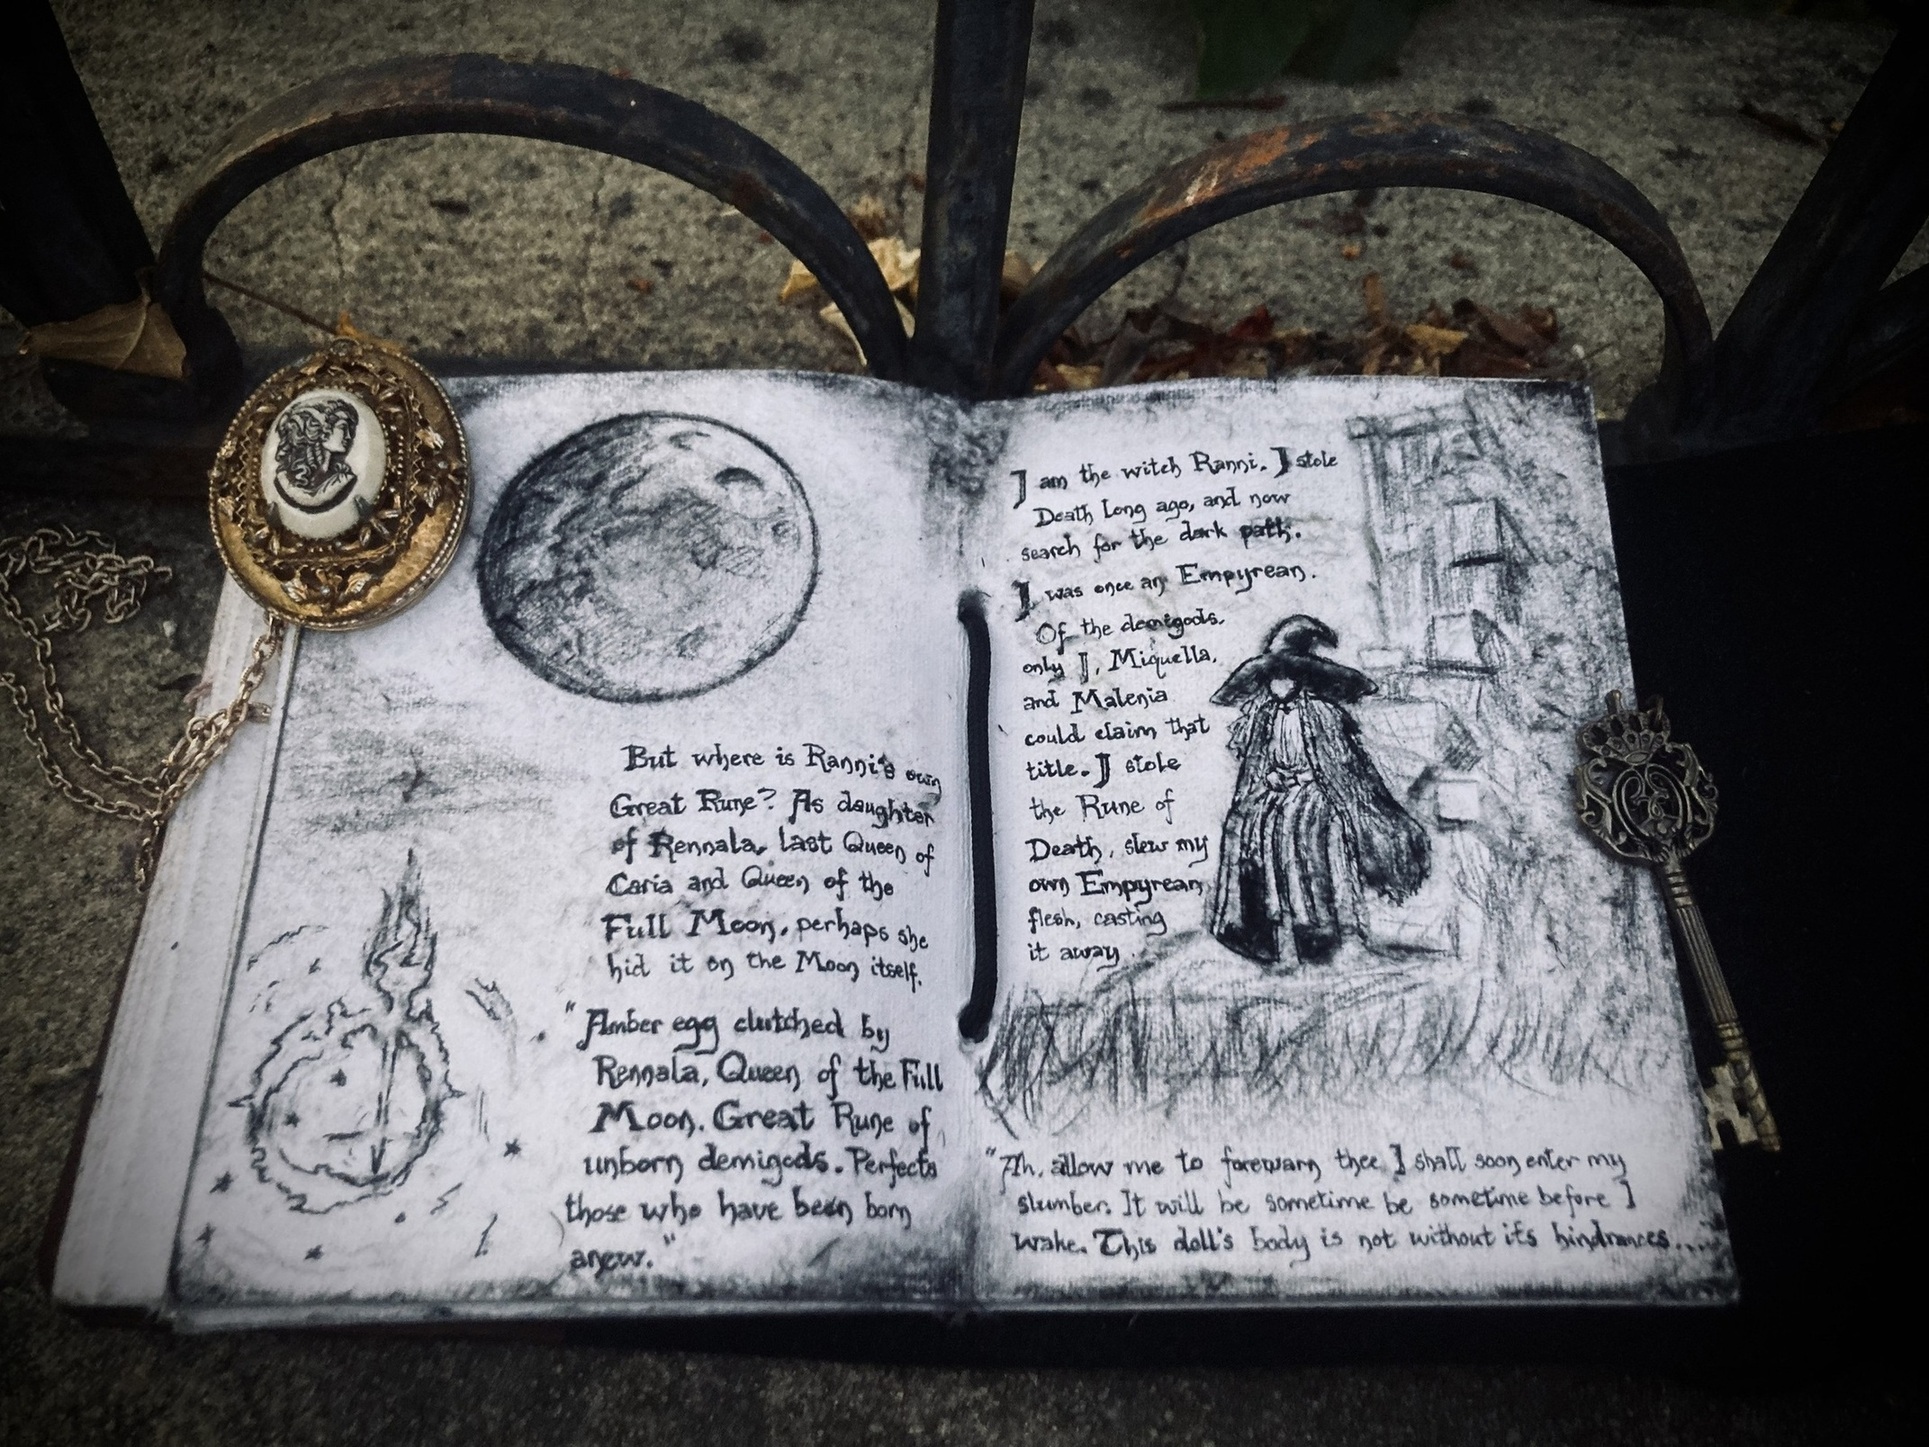 But where is Ranni's own
Great Rune? As daughter
of Rennala, last Queen of
Caria and Queen of the
Full Moon, perhaps she
hid it on the Moon itself.
"Amber egg clutched by
Rennala, Queen of the Full
Moon. Great Rune of
unborn demigods. Perfects
those who have been born
anew."
I am the witch Ranni. I stole
Death long ago, and now
search for the dark path.
I was once an Empyrean.
Of the demigods,
only I, Miquella,
and Malenia
could claim that
title. I stole
the Rune of
Death, slew my
own Empyrean
flesh, casting
it away.
"Ah, allow me to forewarn thee. I shall soon enter my
slumber. It will be sometime be sometime before I
wake. This doll's body is not without its hindrances...